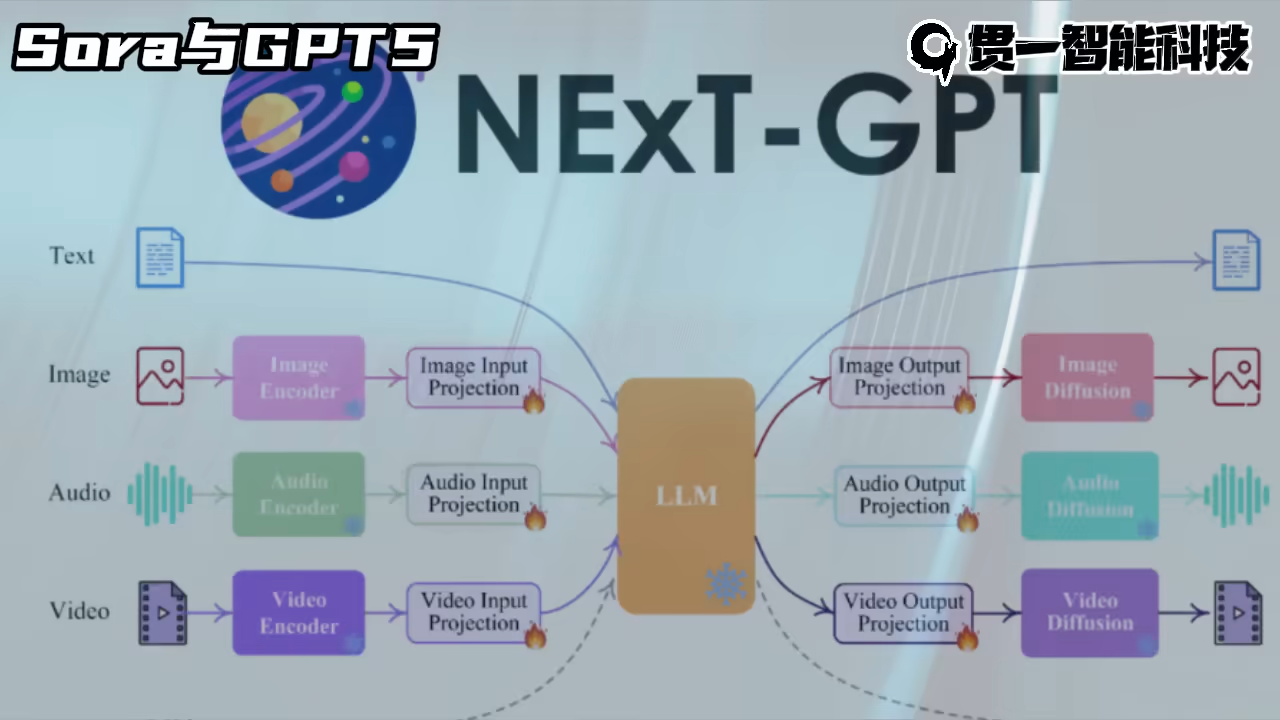 Sora与GPT5
贯一智能科技
NExT-GPT
Text
Image
Image
Encoder
Image Input
Projection
Image Output
Projection
Image
Diffusion
Audio
Audio
Encoder
Audio Input
Projection
LLM
Audio Output
Projection
Audio
Diffusion
Video
Video
Encoder
Video Input
Projection
Video Output
Projection
Video
Diffusion